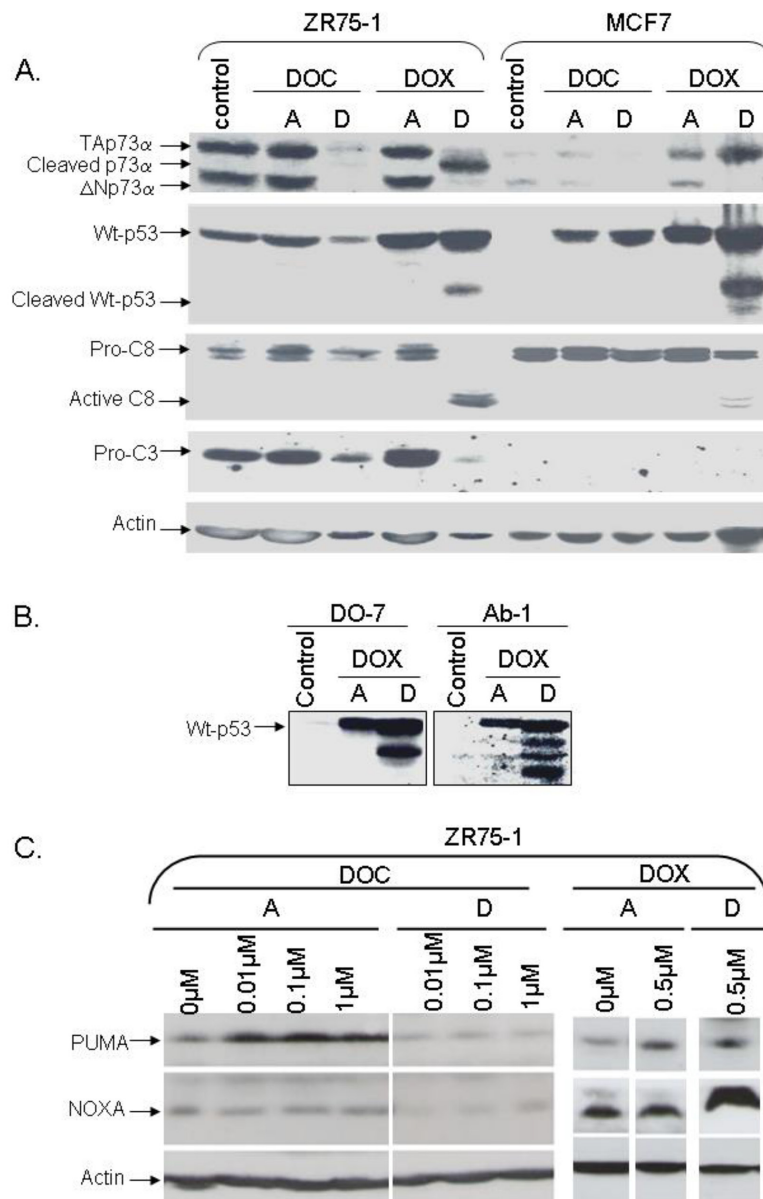 ZR75-1 MCF7
A.
control DOC DOX control DOC DOX
A D A D A D A D
TAp73α
Cleaved p73α
ΔNp73α
Wt-p53
Cleaved Wt-p53
Pro-C8
Active C8
Pro-C3
Actin
B.
DO-7 Ab-1
Control DOX Control DOX
A D A D
Wt-p53
C.
ZR75-1
DOC DOX
A D A D
0µM 0.01µM 0.1µM 1µM 0.01µM 0.1µM 1µM 0µM 0.5µM 0.5µM
PUMA
NOXA
Actin